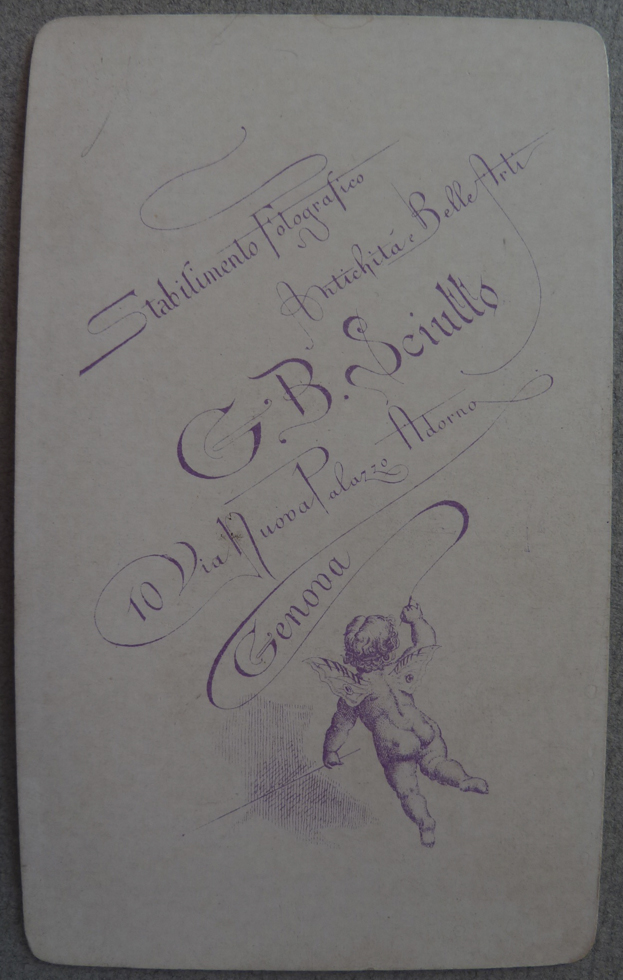 Stabilimento Fotografico
Antichità e Belle Arti
G. B. Sciutto
10 Via Nuova Palazzo Adorno
Genova